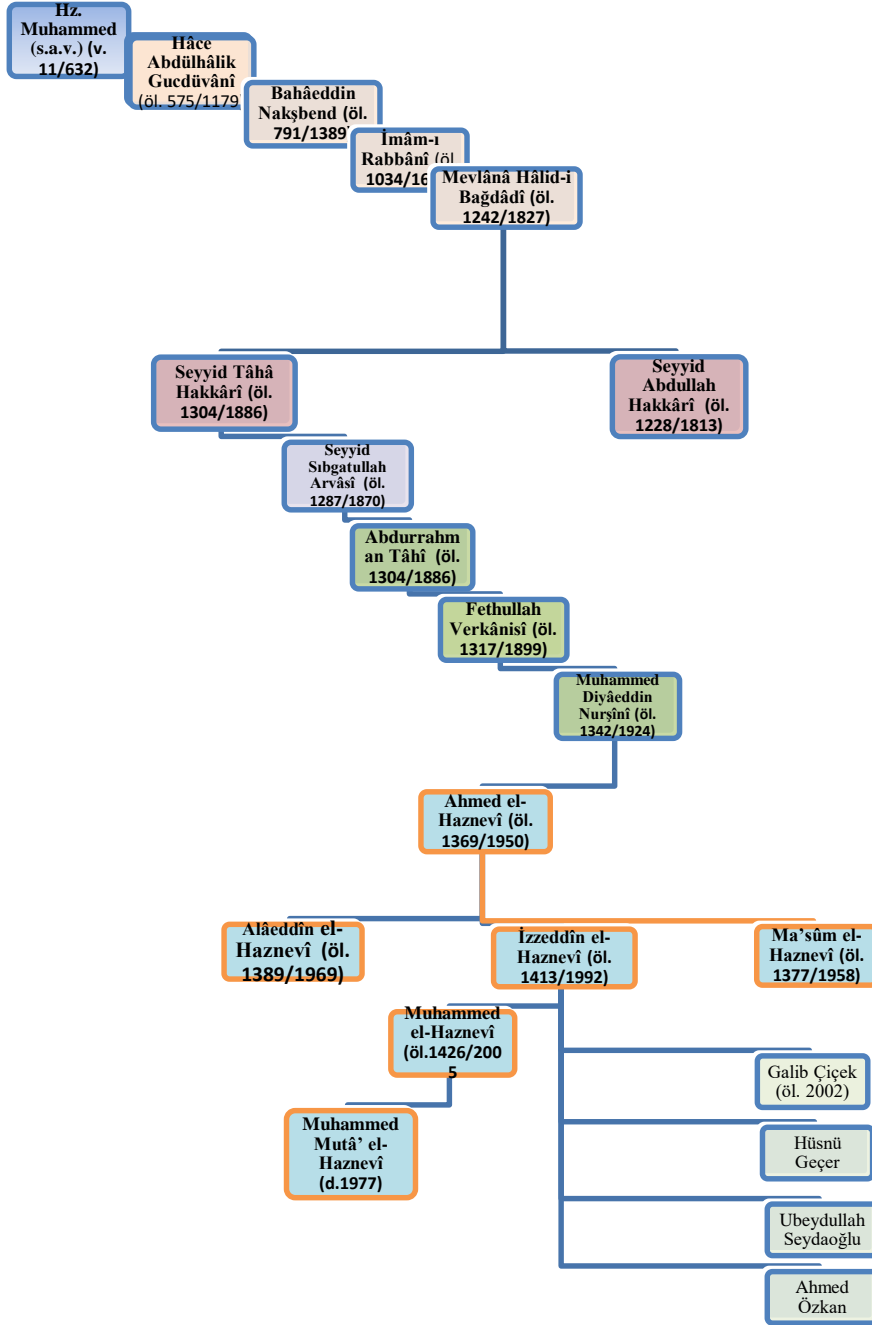 Hz.
Muhammed
(s.a.v.) (v.
11/632)
Hâce
Abdülhâlik
Gucdüvânî
(öl. 575/1179
Bahâeddin
Nakşbend (öl.
791/1389
İmâm-ı
Rabbânî (öl
1034/16
Mevlânâ Hâlid-i
Bağdâdî (öl.
1242/1827)
Seyyid Tâhâ
Hakkârî (öl.
1304/1886)
Seyyid
Abdullah
Hakkârî (öl.
1228/1813)
Seyyid
Sıbgatullah
Arvâsî (öl.
1287/1870)
Abdurrahm
an Tâhî (öl.
1304/1886)
Fethullah
Verkânisî (öl.
1317/1899)
Muhammed
Diyâeddin
Nurşînî (öl.
1342/1924)
Ahmed el-
Haznevî (öl.
1369/1950)
Alâeddîn el-
Haznevî (öl.
1389/1969)
İzzeddîn el-
Haznevî (öl.
1413/1992)
Ma'sûm el-
Haznevî (öl.
1377/1958)
Muhammed
el-Haznevî
(öl.1426/200
5
Muhammed
Mutâ' el-
Haznevî
(d.1977)
Galib Çiçek
(öl. 2002)
Hüsnü
Geçer
Ubeydullah
Seydaoğlu
Ahmed
Özkan